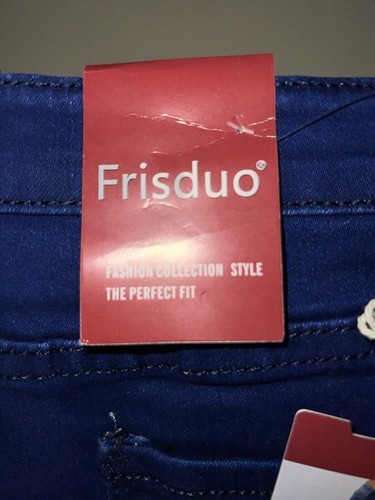 Frisduo®
FASHION COLLECTION STYLE
THE PERFECT FIT